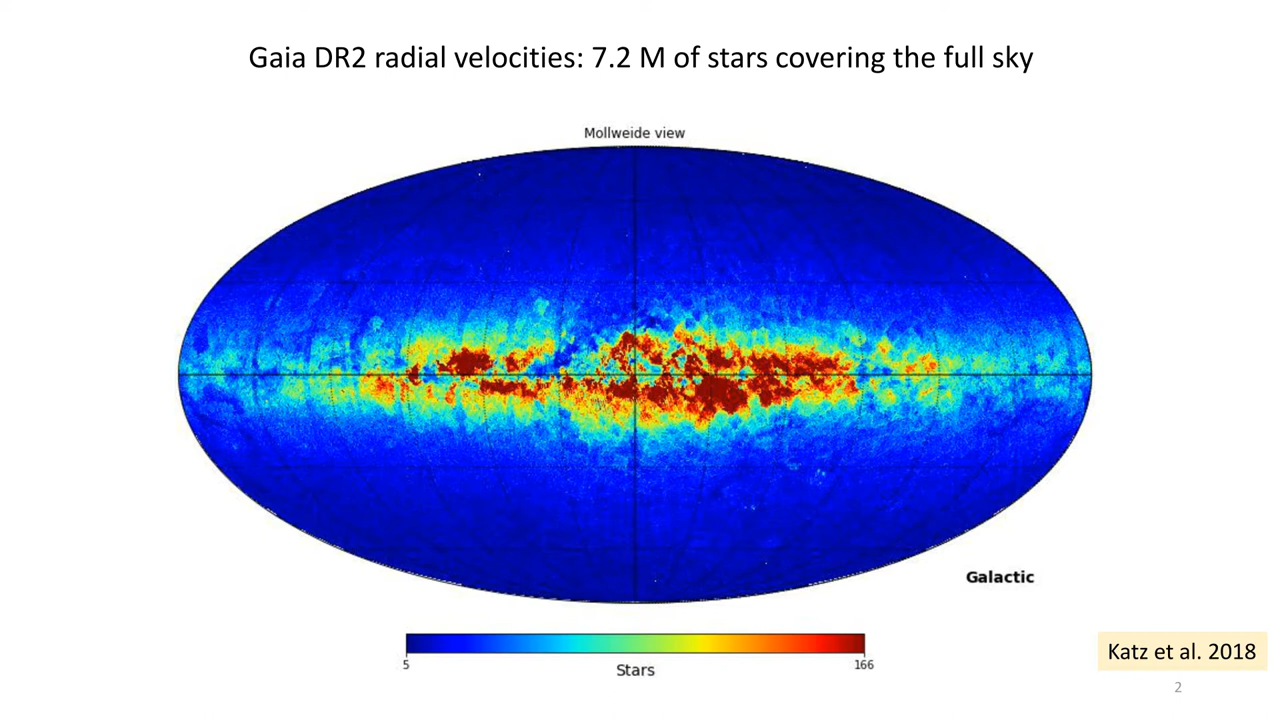 Gaia DR2 radial velocities: 7.2 M of stars covering the full sky
Mollweide view
Galactic
5
166
Stars
Katz et al. 2018
2